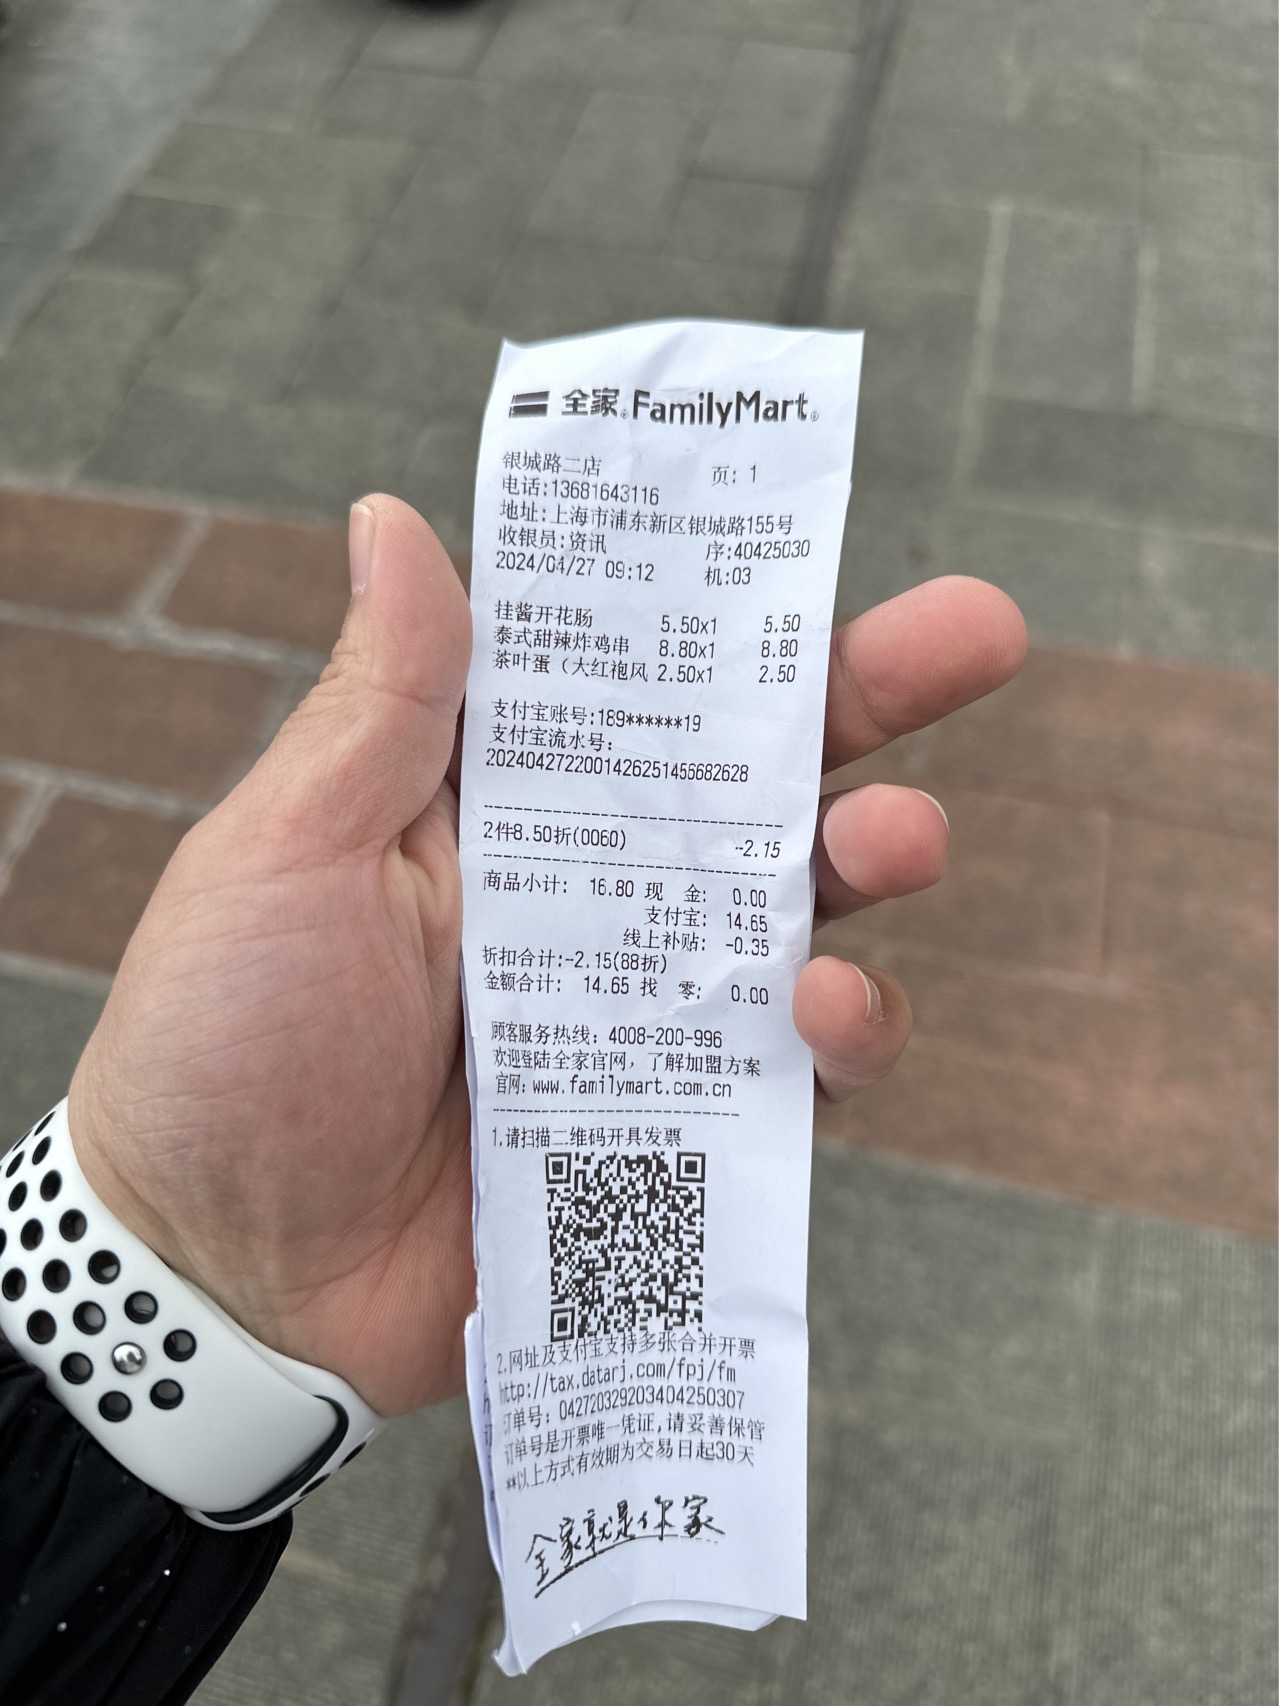 全家 FamilyMart
银城路二店 页: 1
电话:13681643116
地址:上海市浦东新区银城路155号
收银员:资讯 序:40425030
2024/04/27 09:12 机:03
挂酱开花肠 5.50x1 5.50
泰式甜辣炸鸡串 8.80x1 8.80
茶叶蛋（大红袍风 2.50x1 2.50
支付宝账号:189******19
支付宝流水号:
2024042722001426251456682628
2件8.50折(0060) -2.15
商品小计: 16.80 现 金: 0.00
支付宝: 14.65
线上补贴: -0.35
折扣合计:-2.15(88折)
金额合计: 14.65 找 零: 0.00
顾客服务热线: 4008-200-996
欢迎登陆全家官网，了解加盟方案
官网: www.familymart.com.cn
1.请扫描二维码开具发票
2.网址及支付宝支持多张合并开票
http://tax.datarj.com/fpj/fm
订单号: 042720329203404250307
订单号是开票唯一凭证,请妥善保管
**以上方式有效期为交易日起30天
全家就是你家